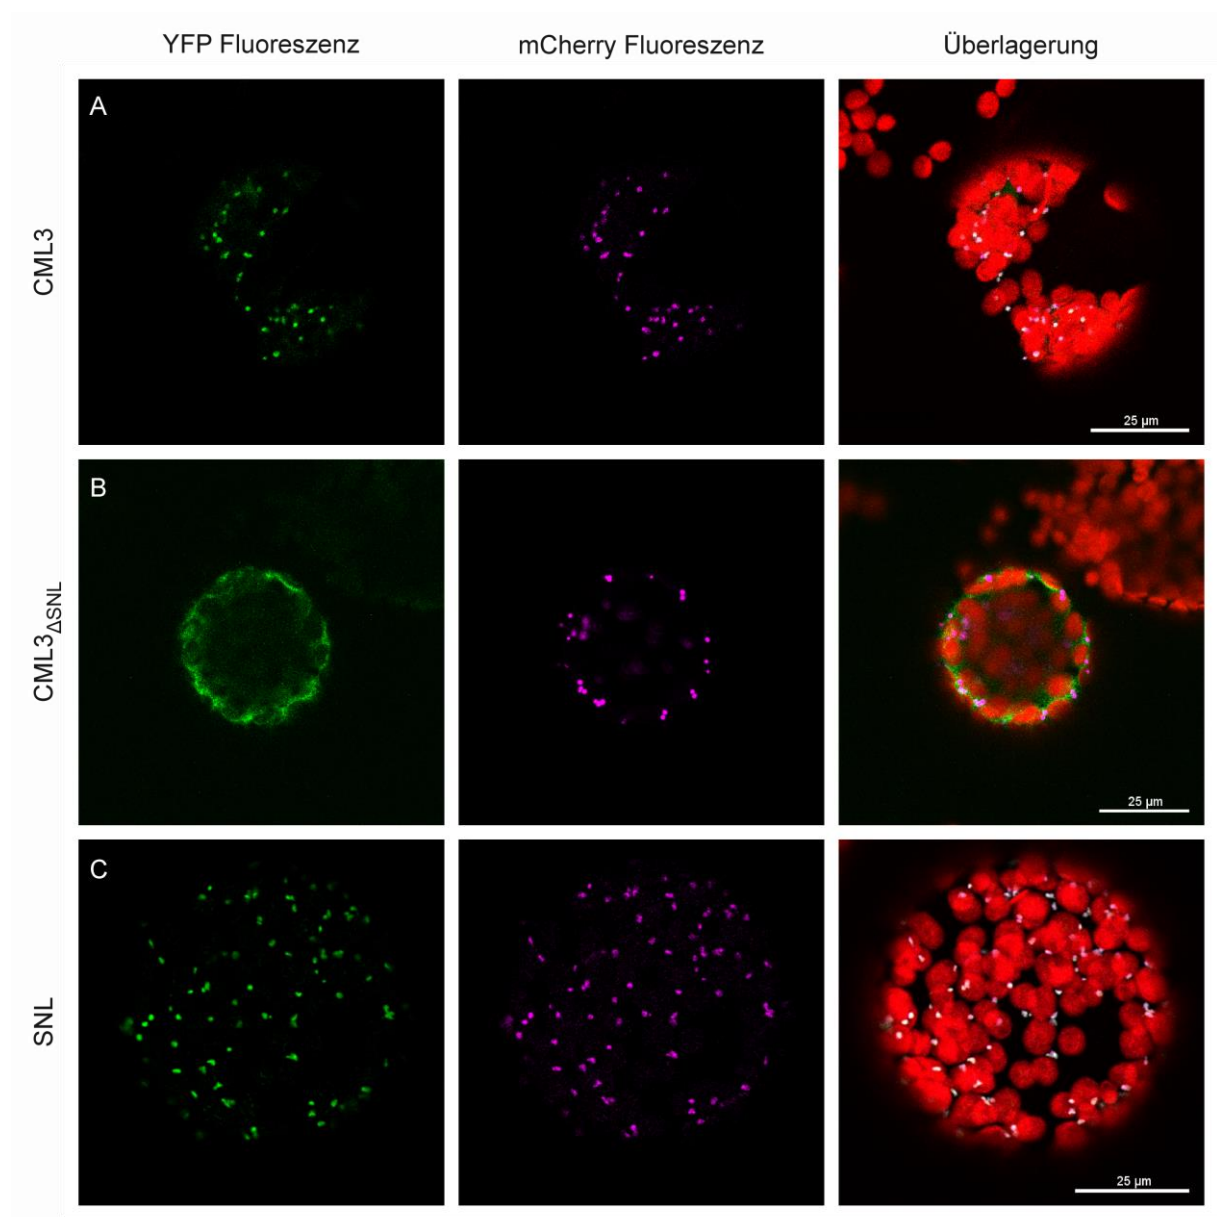 YFP Fluoreszenz mCherry Fluoreszenz Überlagerung
A
CML3
25 µm
B
CML3ΔSNL
25 µm
C
SNL
25 µm